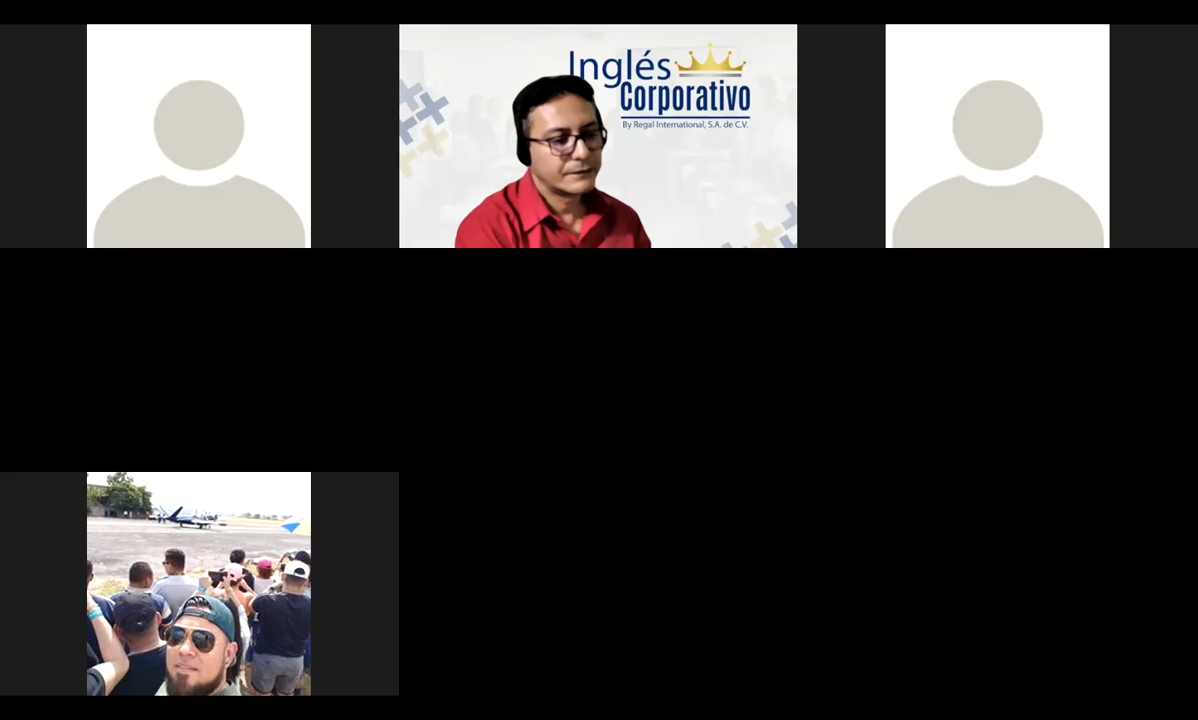 Inglés
Corporativo
By Regal International, S.A. de C.V.